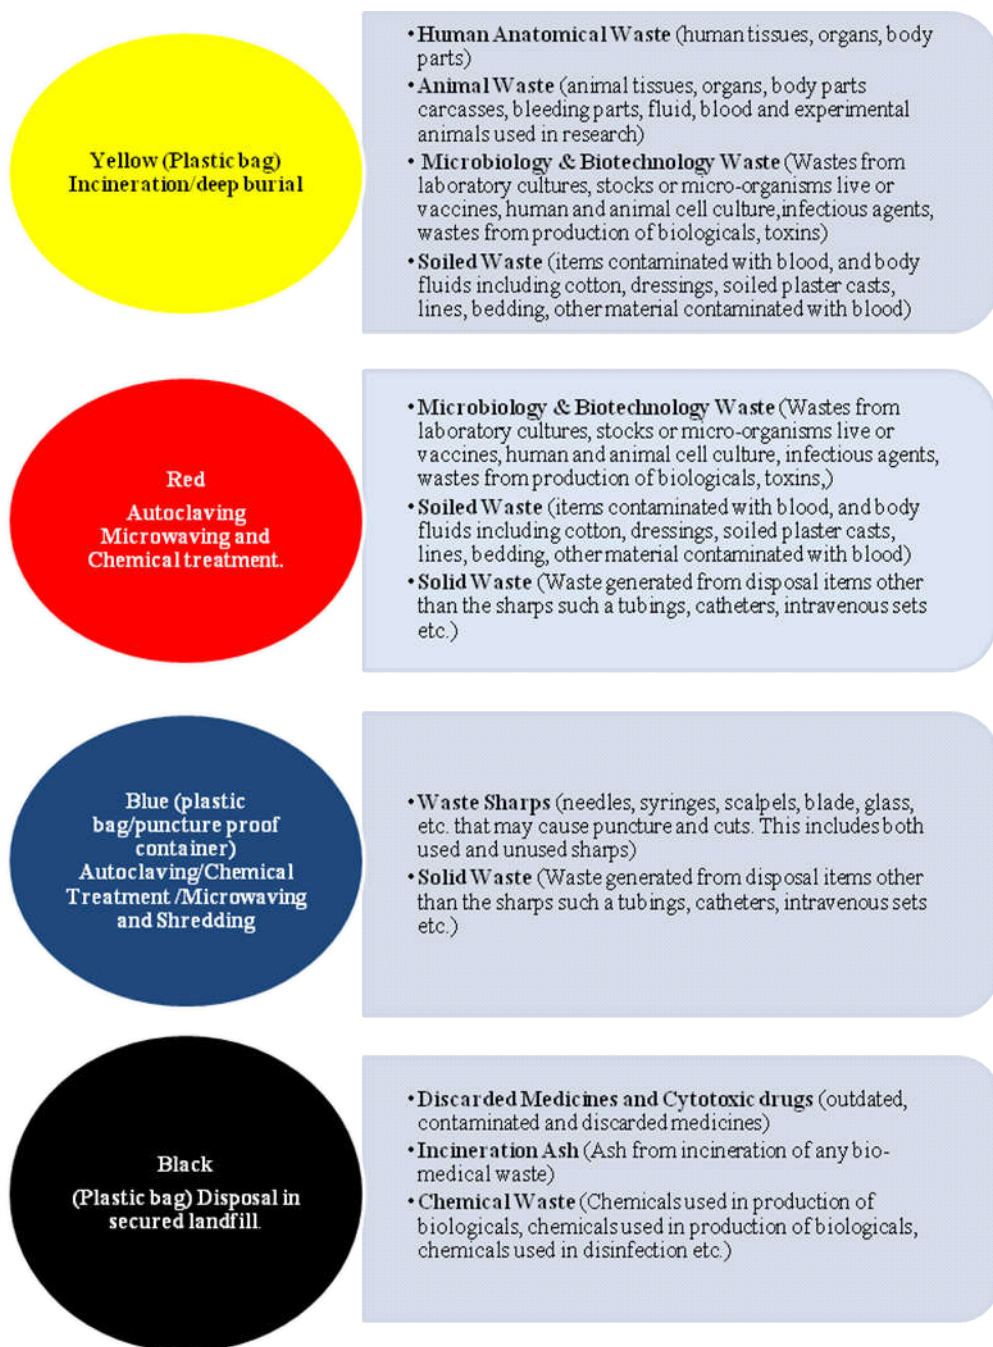 Yellow (Plastic bag)
Incineration/deep burial
•Human Anatomical Waste (human tissues, organs, body
parts)
•Animal Waste (animal tissues, organs, body parts
carcasses, bleeding parts, fluid, blood and experimental
animals used in research)
• Microbiology & Biotechnology Waste (Wastes from
laboratory cultures, stocks or micro-organisms live or
vaccines, human and animal cell culture,infectious agents,
wastes from production of biologicals, toxins)
•Soiled Waste (items contaminated with blood, and body
fluids including cotton, dressings, soiled plaster casts,
lines, bedding, other material contaminated with blood)
Red
Autoclaving
Microwaving and
Chemical treatment.
•Microbiology & Biotechnology Waste (Wastes from
laboratory cultures, stocks or micro-organisms live or
vaccines, human and animal cell culture, infectious agents,
wastes from production of biologicals, toxins,)
•Soiled Waste (items contaminated with blood, and body
fluids including cotton, dressings, soiled plaster casts,
lines, bedding, other material contaminated with blood)
•Solid Waste (Waste generated from disposal items other
than the sharps such a tubings, catheters, intravenous sets
etc.)
Blue (plastic
bag/puncture proof
container)
Autoclaving/Chemical
Treatment /Microwaving
and Shredding
•Waste Sharps (needles, syringes, scalpels, blade, glass,
etc. that may cause puncture and cuts. This includes both
used and unused sharps)
•Solid Waste (Waste generated from disposal items other
than the sharps such a tubings, catheters, intravenous sets
etc.)
Black
(Plastic bag) Disposal in
secured landfill.
•Discarded Medicines and Cytotoxic drugs (outdated,
contaminated and discarded medicines)
•Incineration Ash (Ash from incineration of any bio-
medical waste)
•Chemical Waste (Chemicals used in production of
biologicals, chemicals used in production of biologicals,
chemicals used in disinfection etc.)